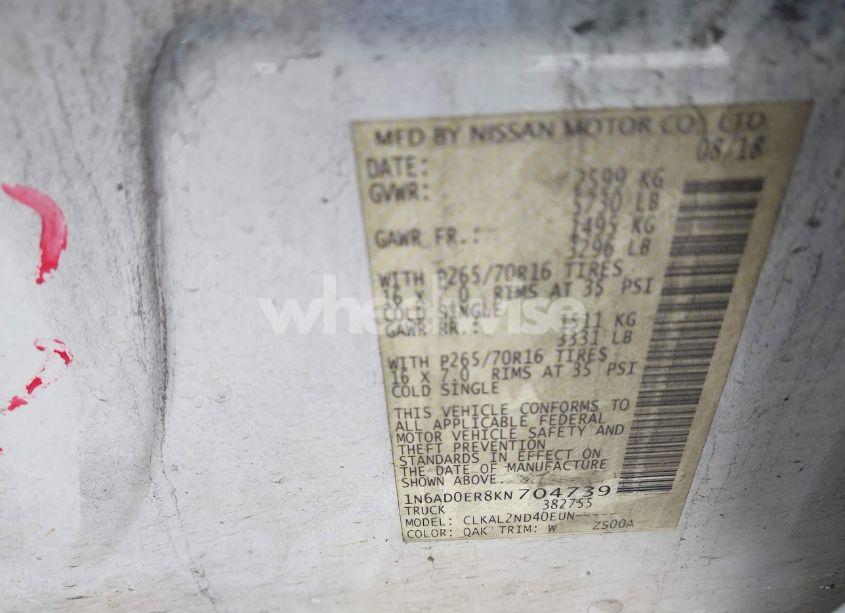 MFD BY NISSAN MOTOR CO., LTD.
DATE: 08/18
GVWR: 2599 KG
5730 LB
GAWR FR.: 1495 KG
3296 LB
WITH P265/70R16 TIRES
16 X 7.0 RIMS AT 35 PSI
COLD SINGLE
GAWR RR.: 1511 KG
3331 LB
WITH P265/70R16 TIRES
16 X 7.0 RIMS AT 35 PSI
COLD SINGLE
THIS VEHICLE CONFORMS TO
ALL APPLICABLE FEDERAL
MOTOR VEHICLE SAFETY AND
THEFT PREVENTION
STANDARDS IN EFFECT ON
THE DATE OF MANUFACTURE
SHOWN ABOVE.
1N6AD0ER8KN704739
TRUCK 382755
MODEL: CLKAL2ND40EUN-----
COLOR: QAK TRIM: W ZS00A
wheelwise